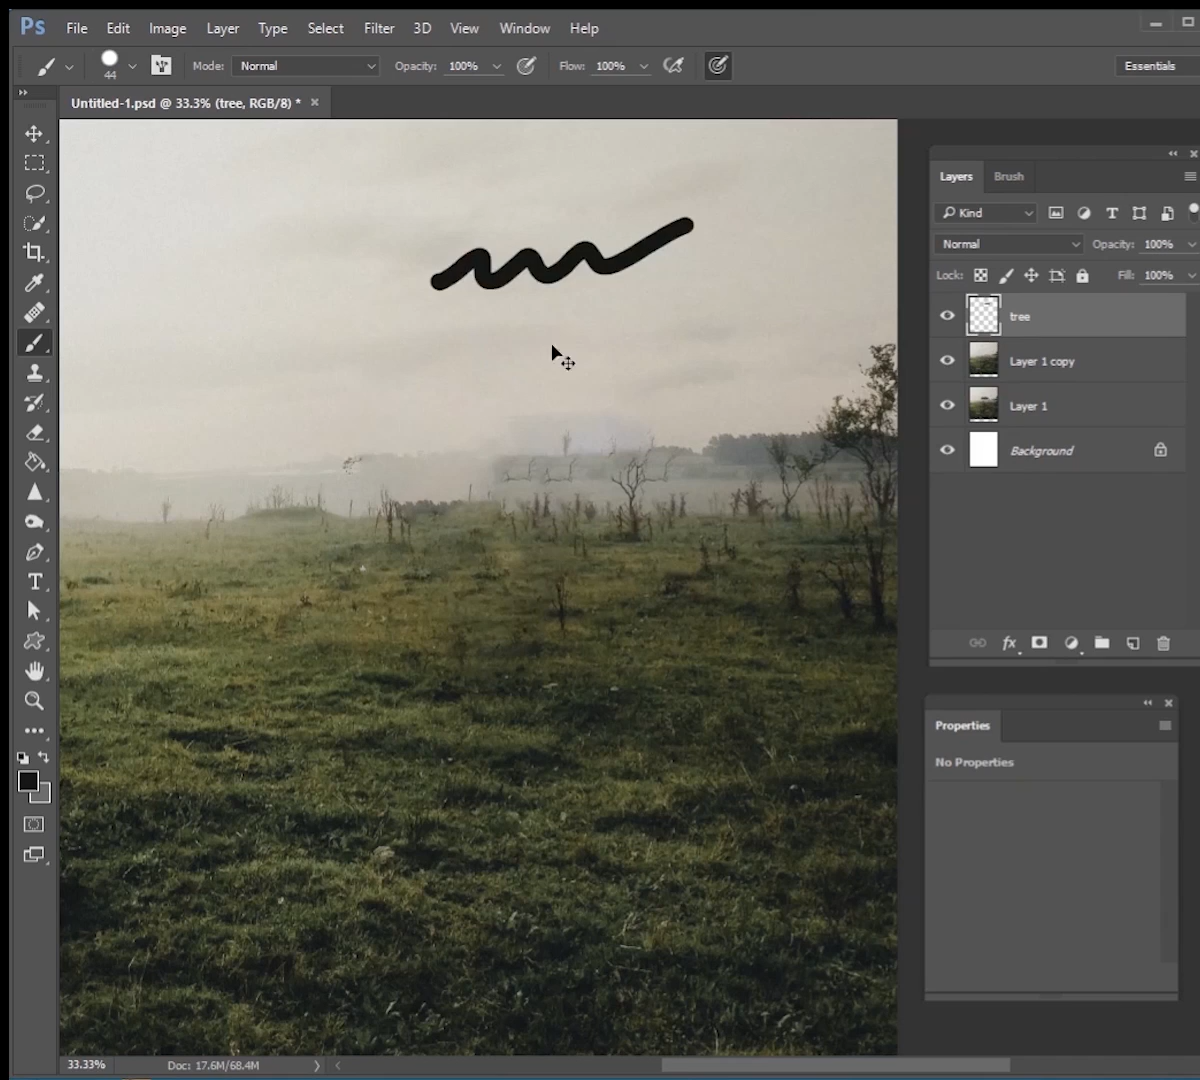 Ps File Edit Image Layer Type Select Filter 3D View Window Help
44 Mode: Normal Opacity: 100% Flow: 100% Essentials
Untitled-1.psd @ 33.3% (tree, RGB/8) *
Layers Brush
Kind
Normal Opacity: 100%
Lock: Fill: 100%
tree
Layer 1 copy
Layer 1
Background
fx
Properties
No Properties
33.33% Doc: 17.6M/68.4M